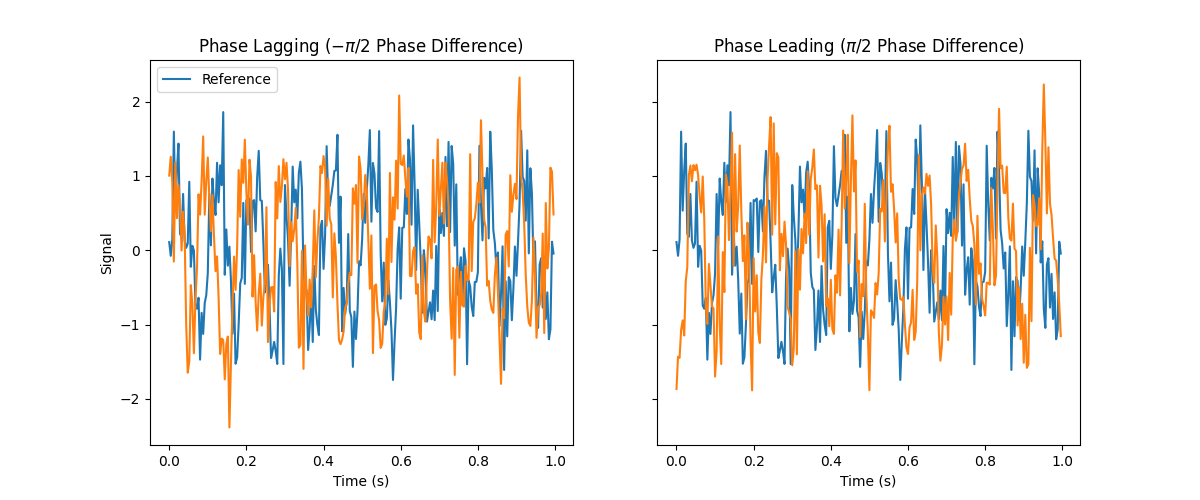 Phase Lagging (−π/2 Phase Difference)
Phase Leading (π/2 Phase Difference)
Reference
2
1
0
−1
−2
Signal
0.0 0.2 0.4 0.6 0.8 1.0
0.0 0.2 0.4 0.6 0.8 1.0
Time (s)
Time (s)